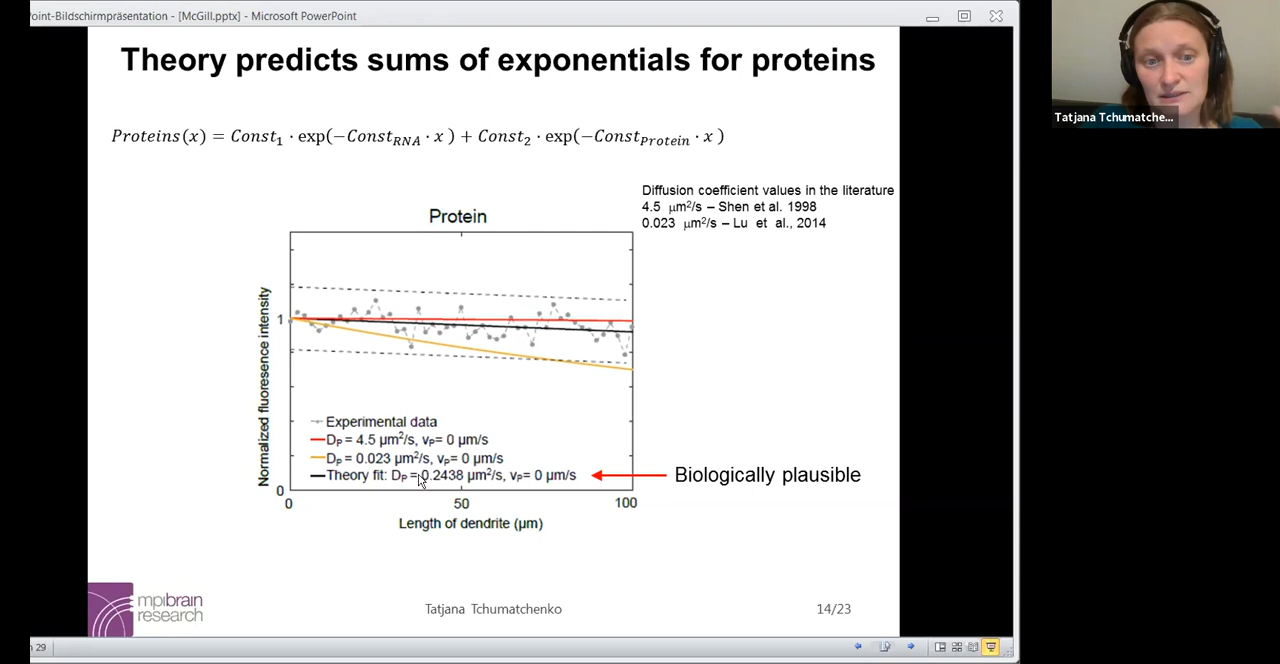 oint-Bildschirmpräsentation - [McGill.pptx] - Microsoft PowerPoint
Theory predicts sums of exponentials for proteins
Proteins(x) = Const₁ · exp(−Const_RNA · x ) + Const₂ · exp(−Const_Protein · x )
Tatjana Tchumatche...
Diffusion coefficient values in the literature
4.5 µm²/s – Shen et al. 1998
0.023 µm²/s – Lu et al., 2014
Protein
Normalized fluoresence intensity
1
0
Experimental data
D_P = 4.5 µm²/s, v_P= 0 µm/s
D_P = 0.023 µm²/s, v_P= 0 µm/s
Theory fit: D_P = 0.2438 µm²/s, v_P= 0 µm/s
Biologically plausible
0 50 100
Length of dendrite (µm)
mpibrain
research
Tatjana Tchumatchenko
14/23
n 29